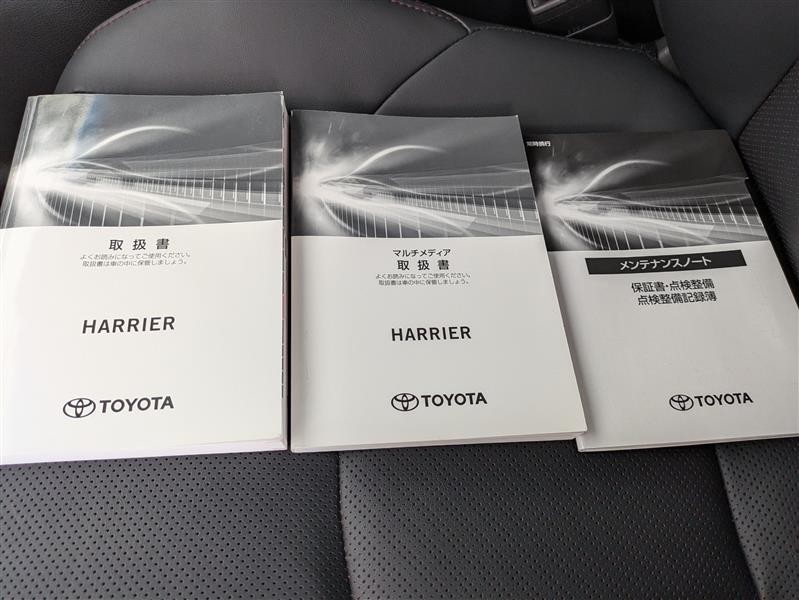 取扱書
よくお読みになってご使用ください。
取扱書は車の中に保管しましょう。
HARRIER
TOYOTA
マルチメディア
取扱書
よくお読みになってご使用ください。
取扱書は車の中に保管しましょう。
HARRIER
TOYOTA
常時携行
メンテナンスノート
保証書・点検整備
点検整備記録簿
TOYOTA